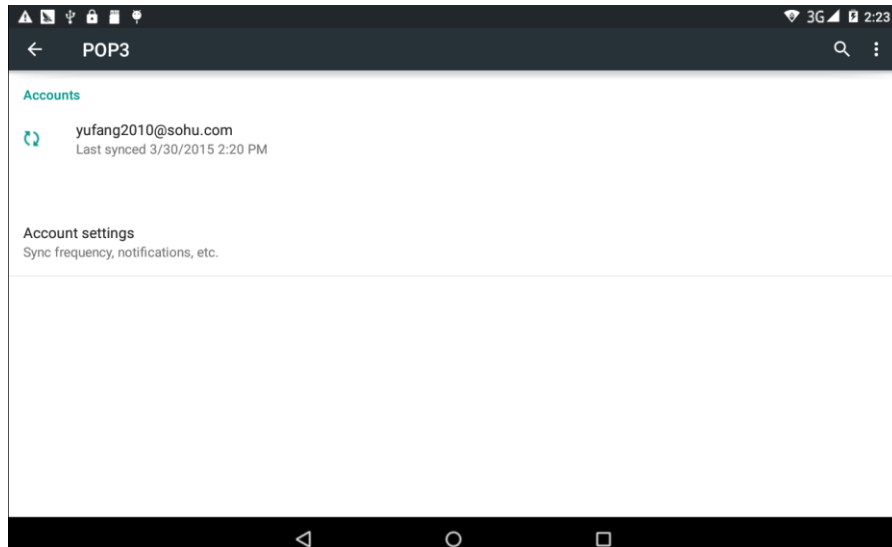 3G 2:23
POP3
Accounts
yufang2010@sohu.com
Last synced 3/30/2015 2:20 PM
Account settings
Sync frequency, notifications, etc.